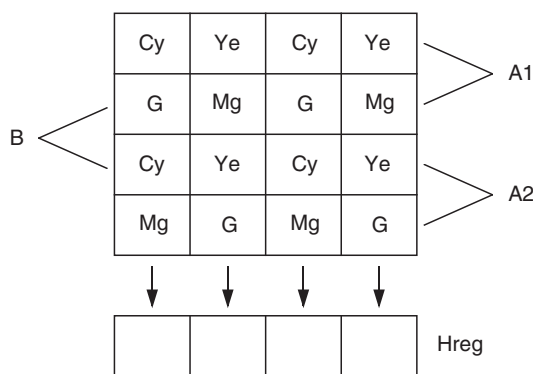 Cy Ye Cy Ye
A1
G Mg G Mg
B
Cy Ye Cy Ye
A2
Mg G Mg G
Hreg